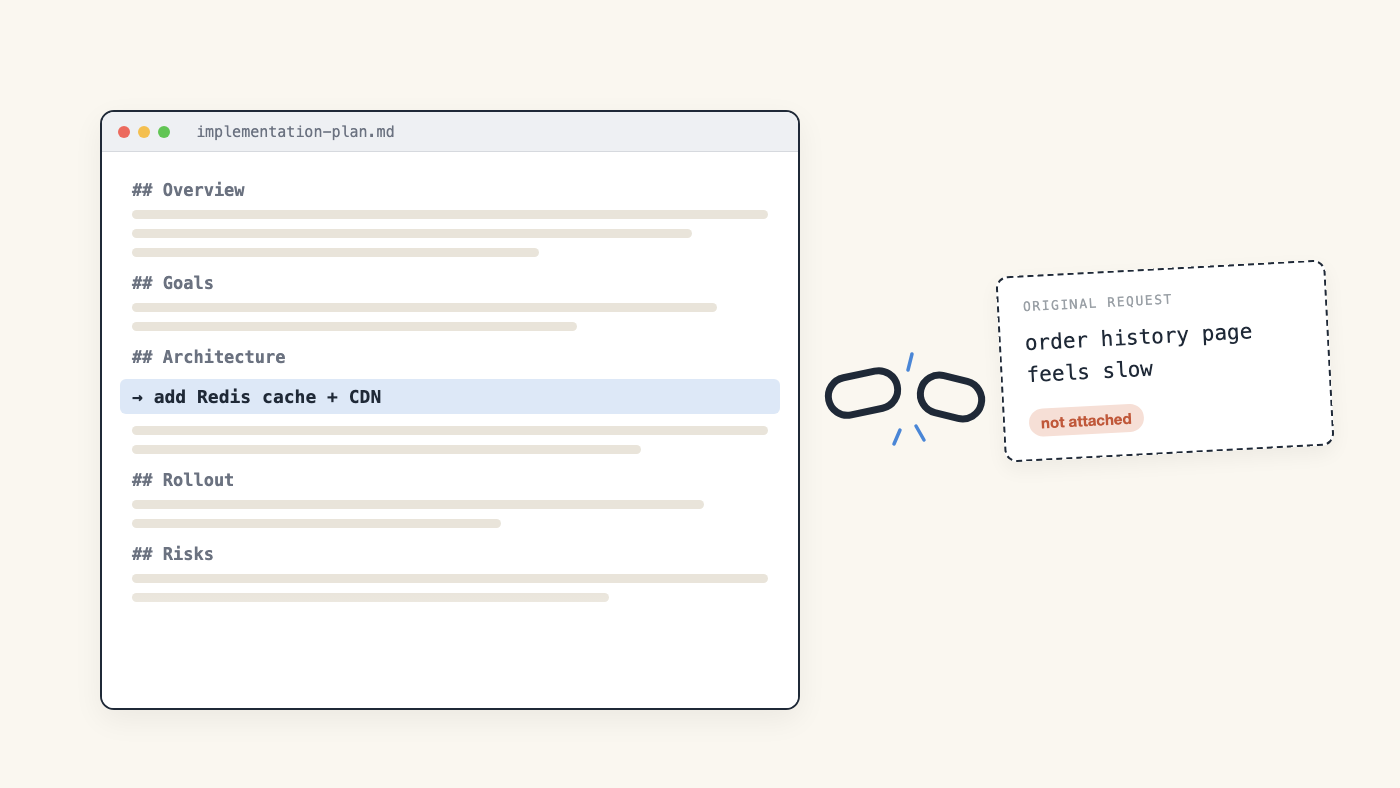 implementation-plan.md
## Overview
## Goals
## Architecture
→ add Redis cache + CDN
## Rollout
## Risks
ORIGINAL REQUEST
order history page
feels slow
not attached